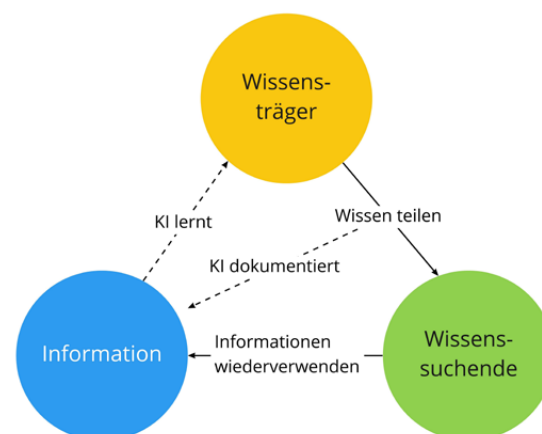 Wissens-
träger
KI lernt
Wissen teilen
KI dokumentiert
Information
Informationen
wiederverwenden
Wissens-
suchende